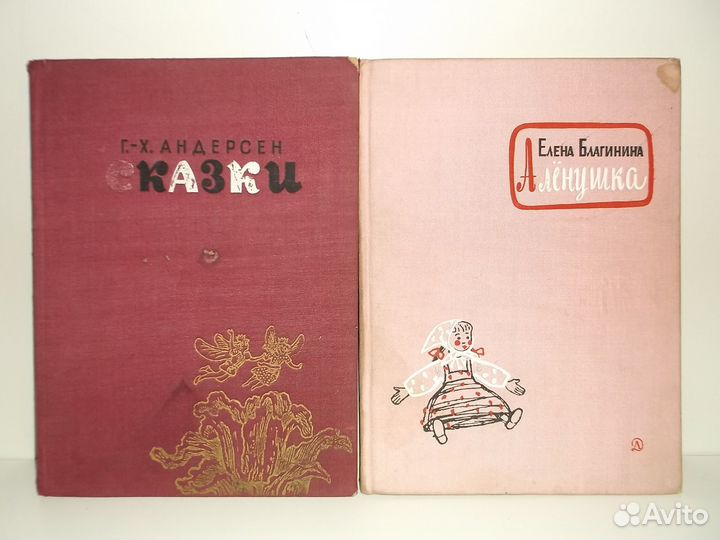 Г.-Х. АНДЕРСЕН
СКАЗКИ
ЕЛЕНА БЛАГИНИНА
Алёнушка
Д
Avito